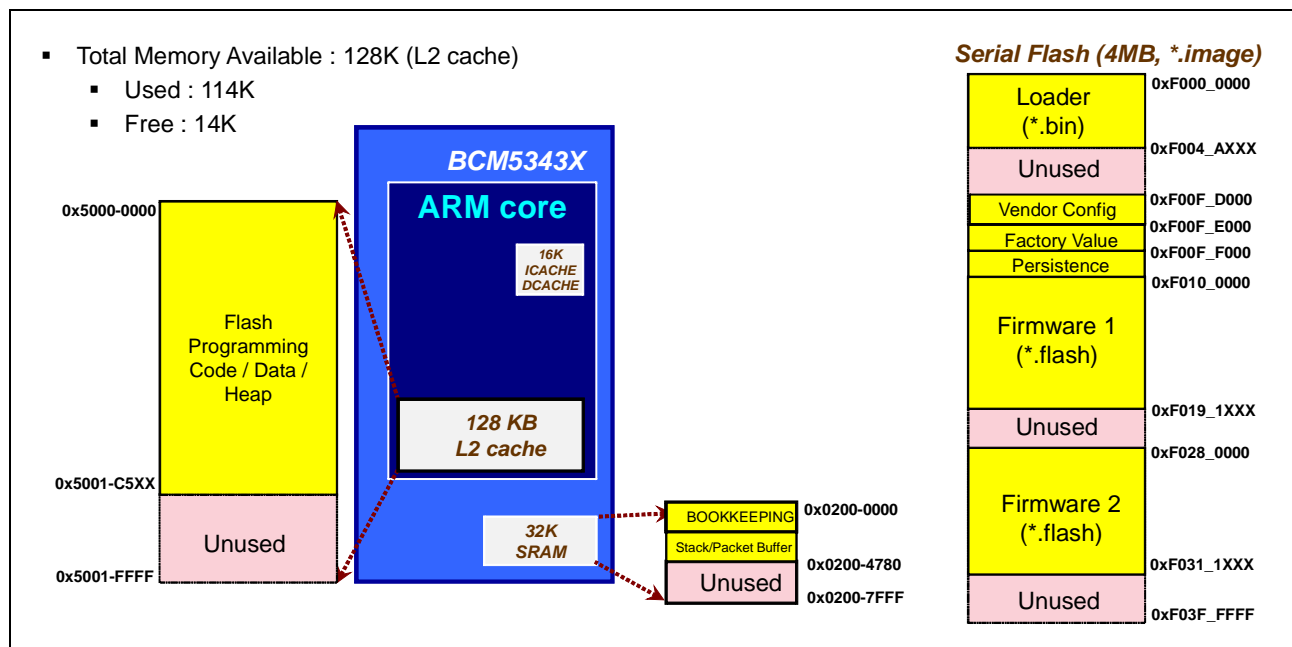 ▪ Total Memory Available : 128K (L2 cache)
▪ Used : 114K
▪ Free : 14K
0x5000-0000
Flash
Programming
Code / Data /
Heap
0x5001-C5XX
Unused
0x5001-FFFF
BCM5343X
ARM core
16K
ICACHE
DCACHE
128 KB
L2 cache
32K
SRAM
BOOKKEEPING
0x0200-0000
Stack/Packet Buffer
0x0200-4780
Unused
0x0200-7FFF
Serial Flash (4MB, *.image)
0xF000_0000
Loader
(*.bin)
0xF004_AXXX
Unused
0xF00F_D000
Vendor Config
0xF00F_E000
Factory Value
0xF00F_F000
Persistence
0xF010_0000
Firmware 1
(*.flash)
0xF019_1XXX
Unused
0xF028_0000
Firmware 2
(*.flash)
0xF031_1XXX
Unused
0xF03F_FFFF